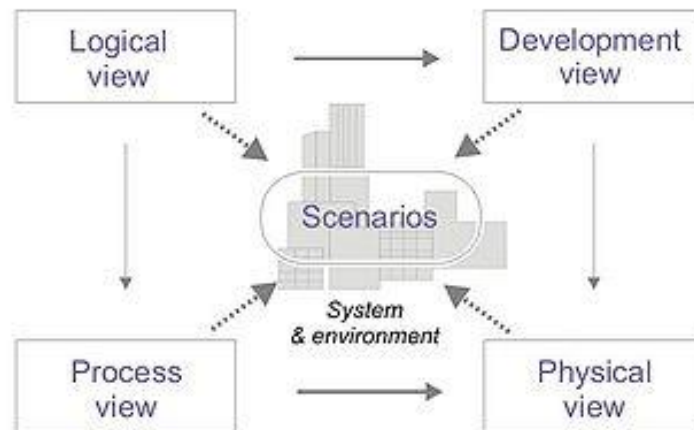 Logical
view
Development
view
Scenarios
System
& environment
Process
view
Physical
view